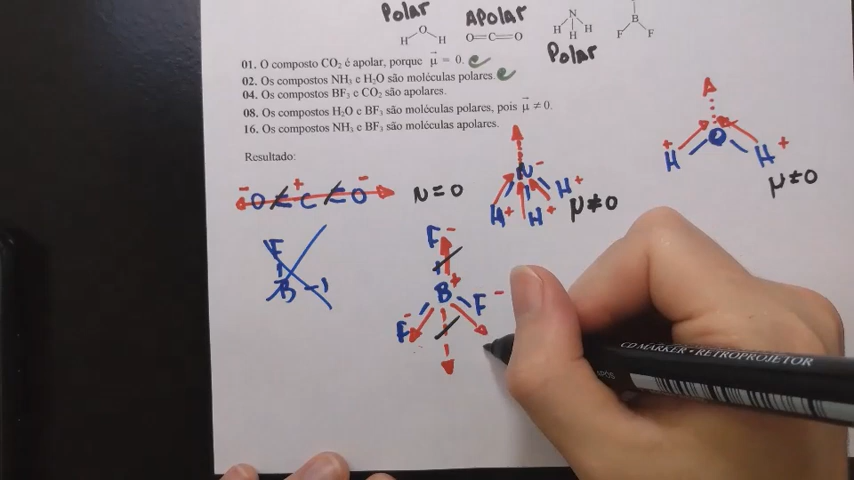 Polar
Apolar
H O H
O=C=O
N
H H H
Polar
B
F F
01. O composto CO₂ é apolar, porque μ⃗ = 0. e
02. Os compostos NH₃ e H₂O são moléculas polares. e
04. Os compostos BF₃ e CO₂ são apolares.
08. Os compostos H₂O e BF₃ são moléculas polares, pois μ⃗ ≠ 0.
16. Os compostos NH₃ e BF₃ são moléculas apolares.
Resultado:
- O = C + = O -
μ = 0
N -
H+ H+ H+
μ ≠ 0
O
H + H +
μ ≠ 0
F
B
F -
B +
F - F -
CD MARKER • RETROPROJETOR